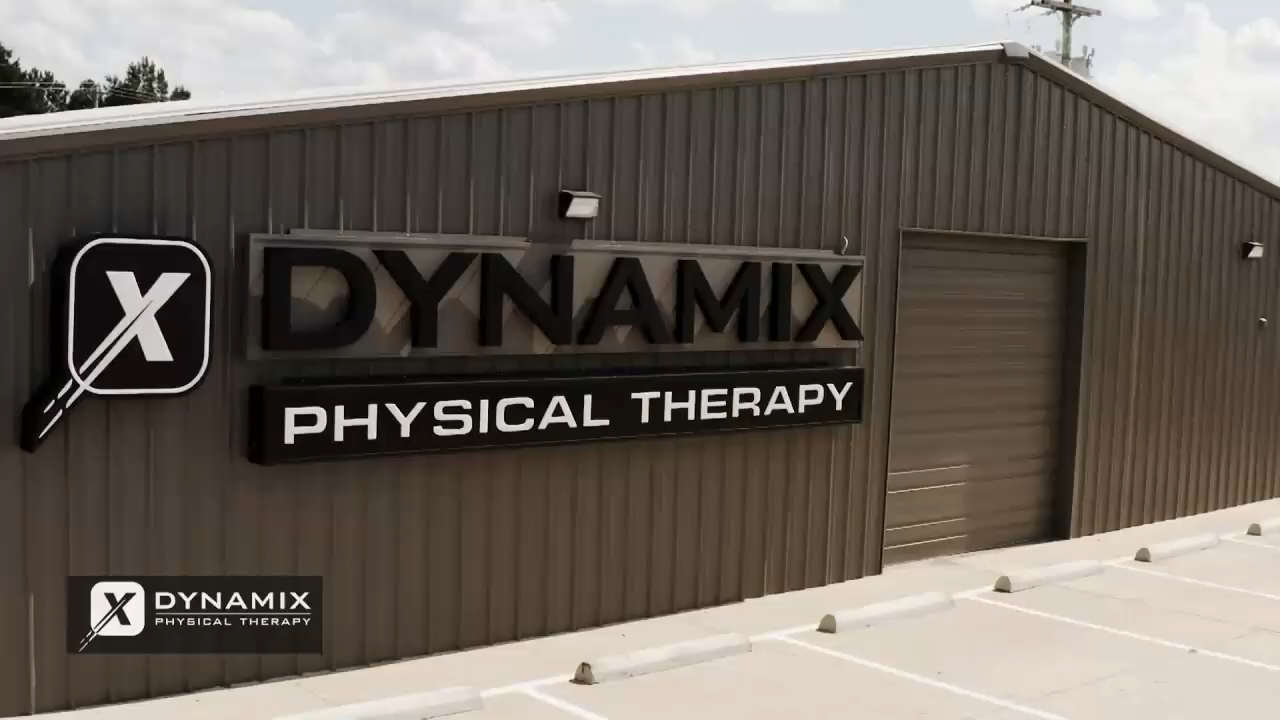 X
DYNAMIX
PHYSICAL THERAPY
X
DYNAMIX
PHYSICAL THERAPY